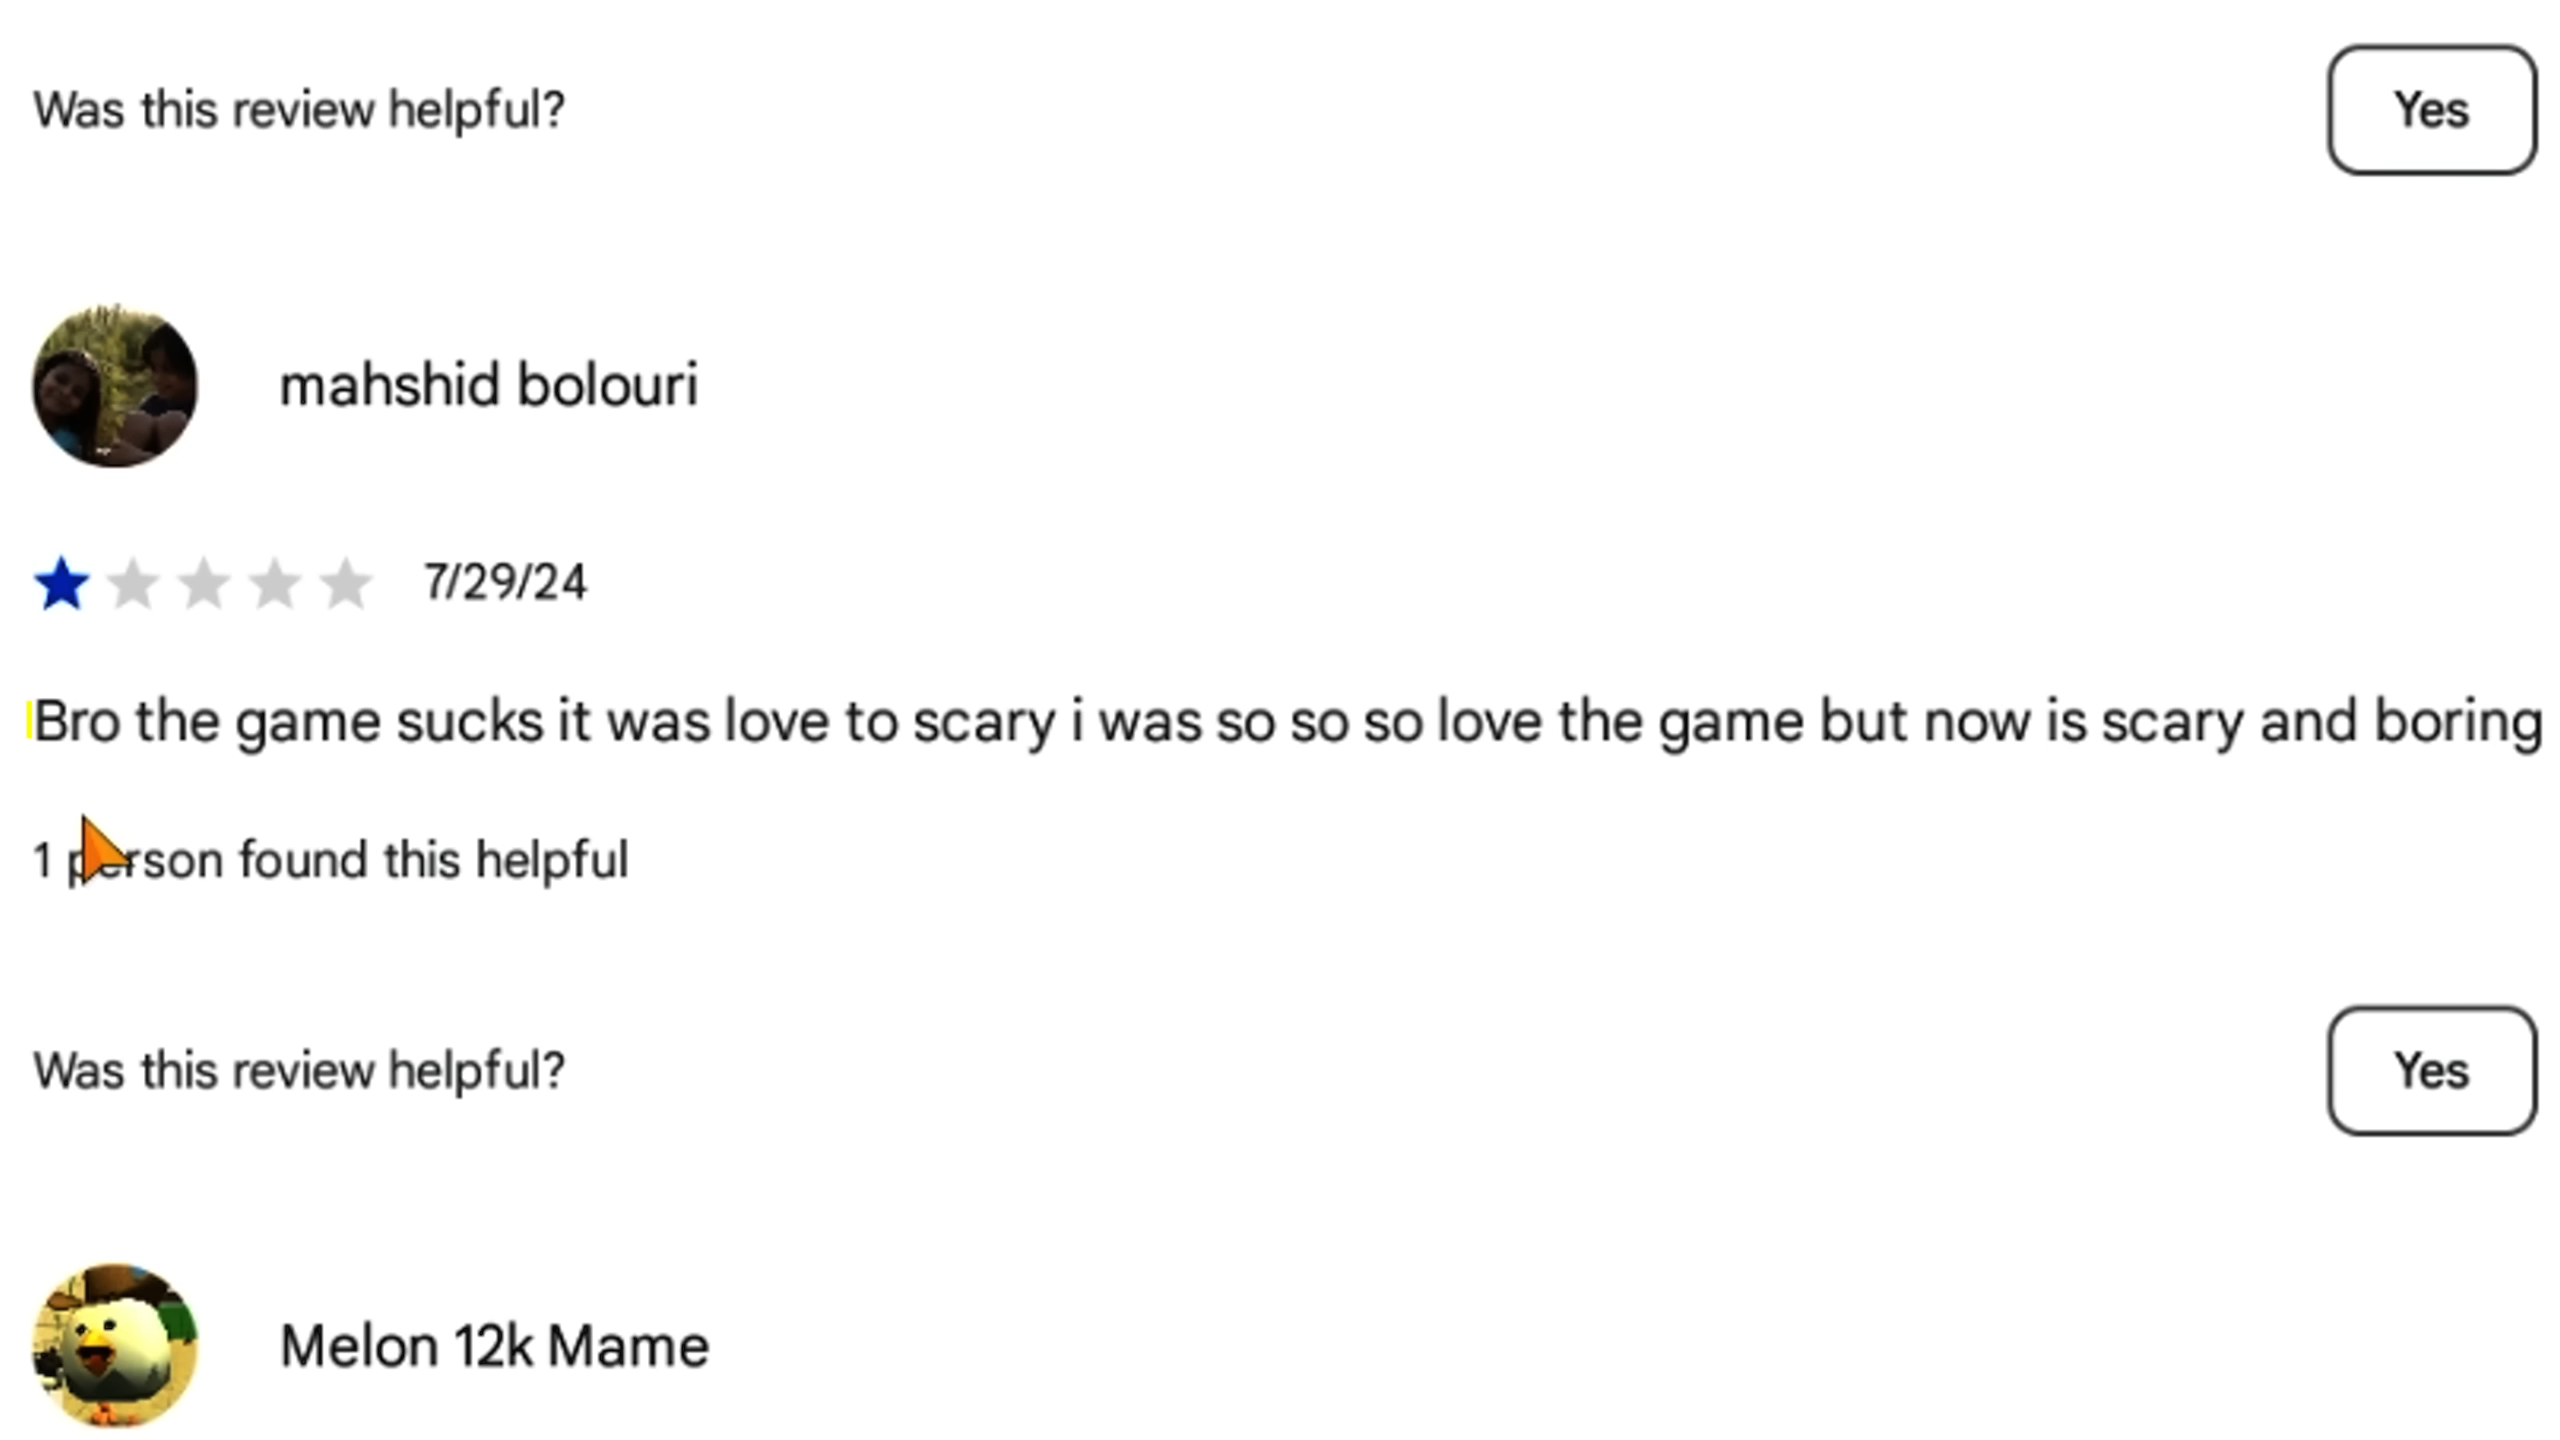 Was this review helpful?
Yes
mahshid bolouri
7/29/24
Bro the game sucks it was love to scary i was so so so love the game but now is scary and boring
1 person found this helpful
Was this review helpful?
Yes
Melon 12k Mame